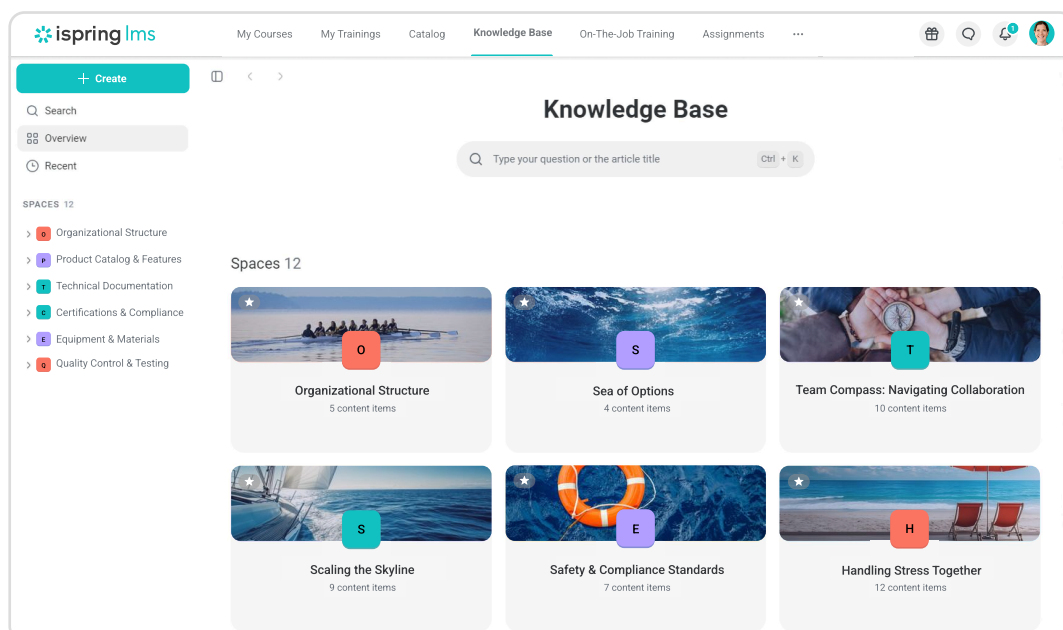 ispring lms
My Courses My Trainings Catalog Knowledge Base On-The-Job Training Assignments ··· 1
+ Create
Search
Overview
Recent
SPACES 12
O Organizational Structure
P Product Catalog & Features
T Technical Documentation
C Certifications & Compliance
E Equipment & Materials
Q Quality Control & Testing
Knowledge Base
Type your question or the article title Ctrl + K
Spaces 12
O
Organizational Structure
5 content items
S
Sea of Options
4 content items
T
Team Compass: Navigating Collaboration
10 content items
S
Scaling the Skyline
9 content items
E
Safety & Compliance Standards
7 content items
H
Handling Stress Together
12 content items